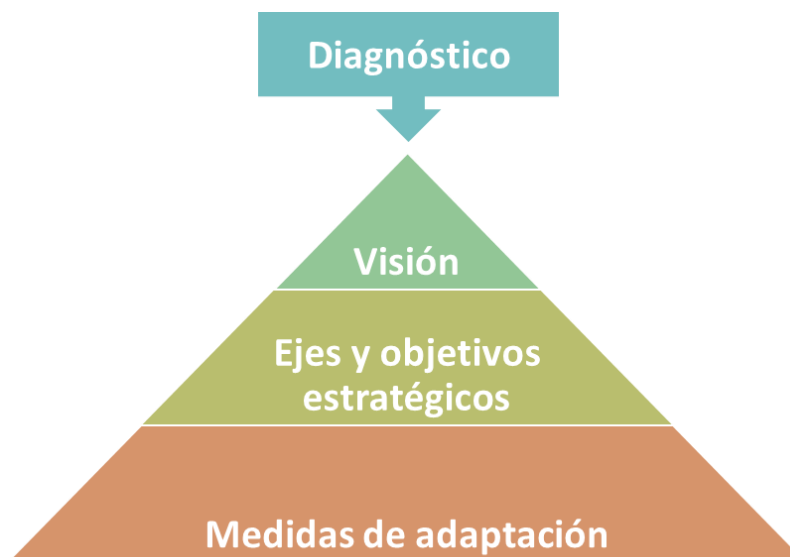 Diagnóstico
Visión
Ejes y objetivos
estratégicos
Medidas de adaptación